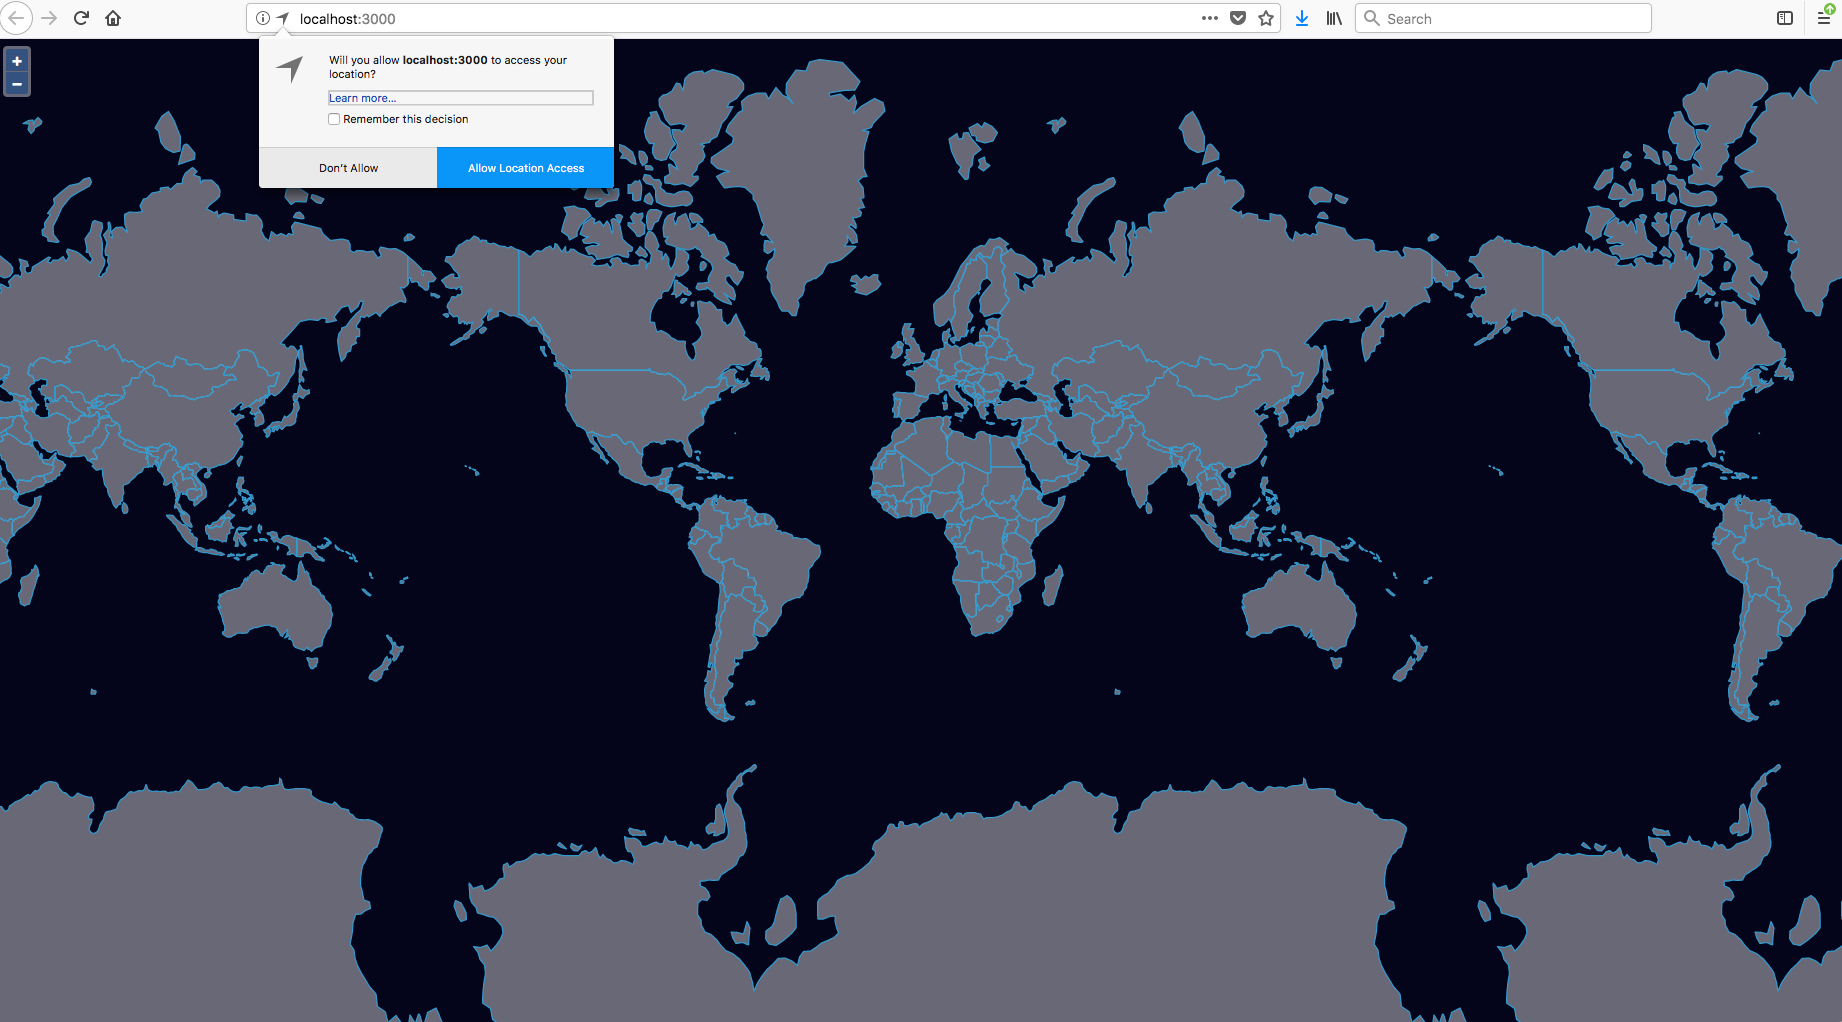 localhost:3000
Search
Will you allow localhost:3000 to access your
location?
Learn more...
Remember this decision
Don't Allow
Allow Location Access
+
−